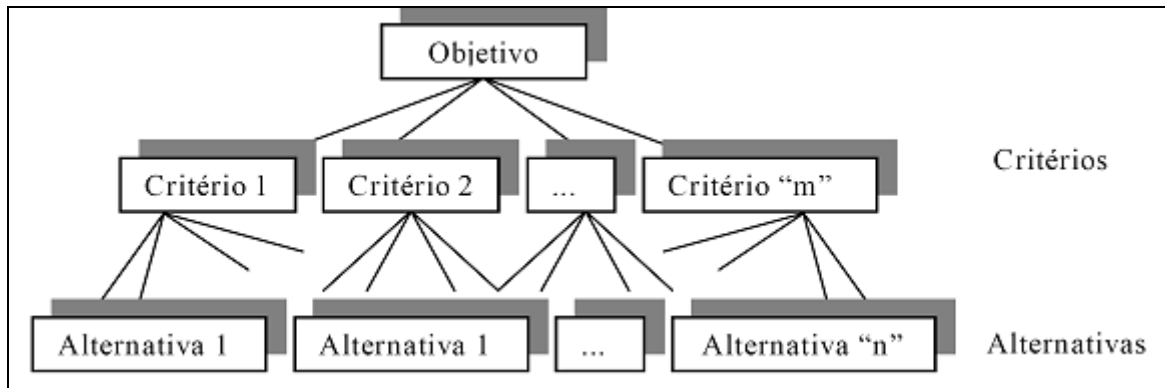 Objetivo
Critérios
Critério 1
Critério 2
...
Critério “m”
Alternativa 1
Alternativa 1
...
Alternativa “n”
Alternativas